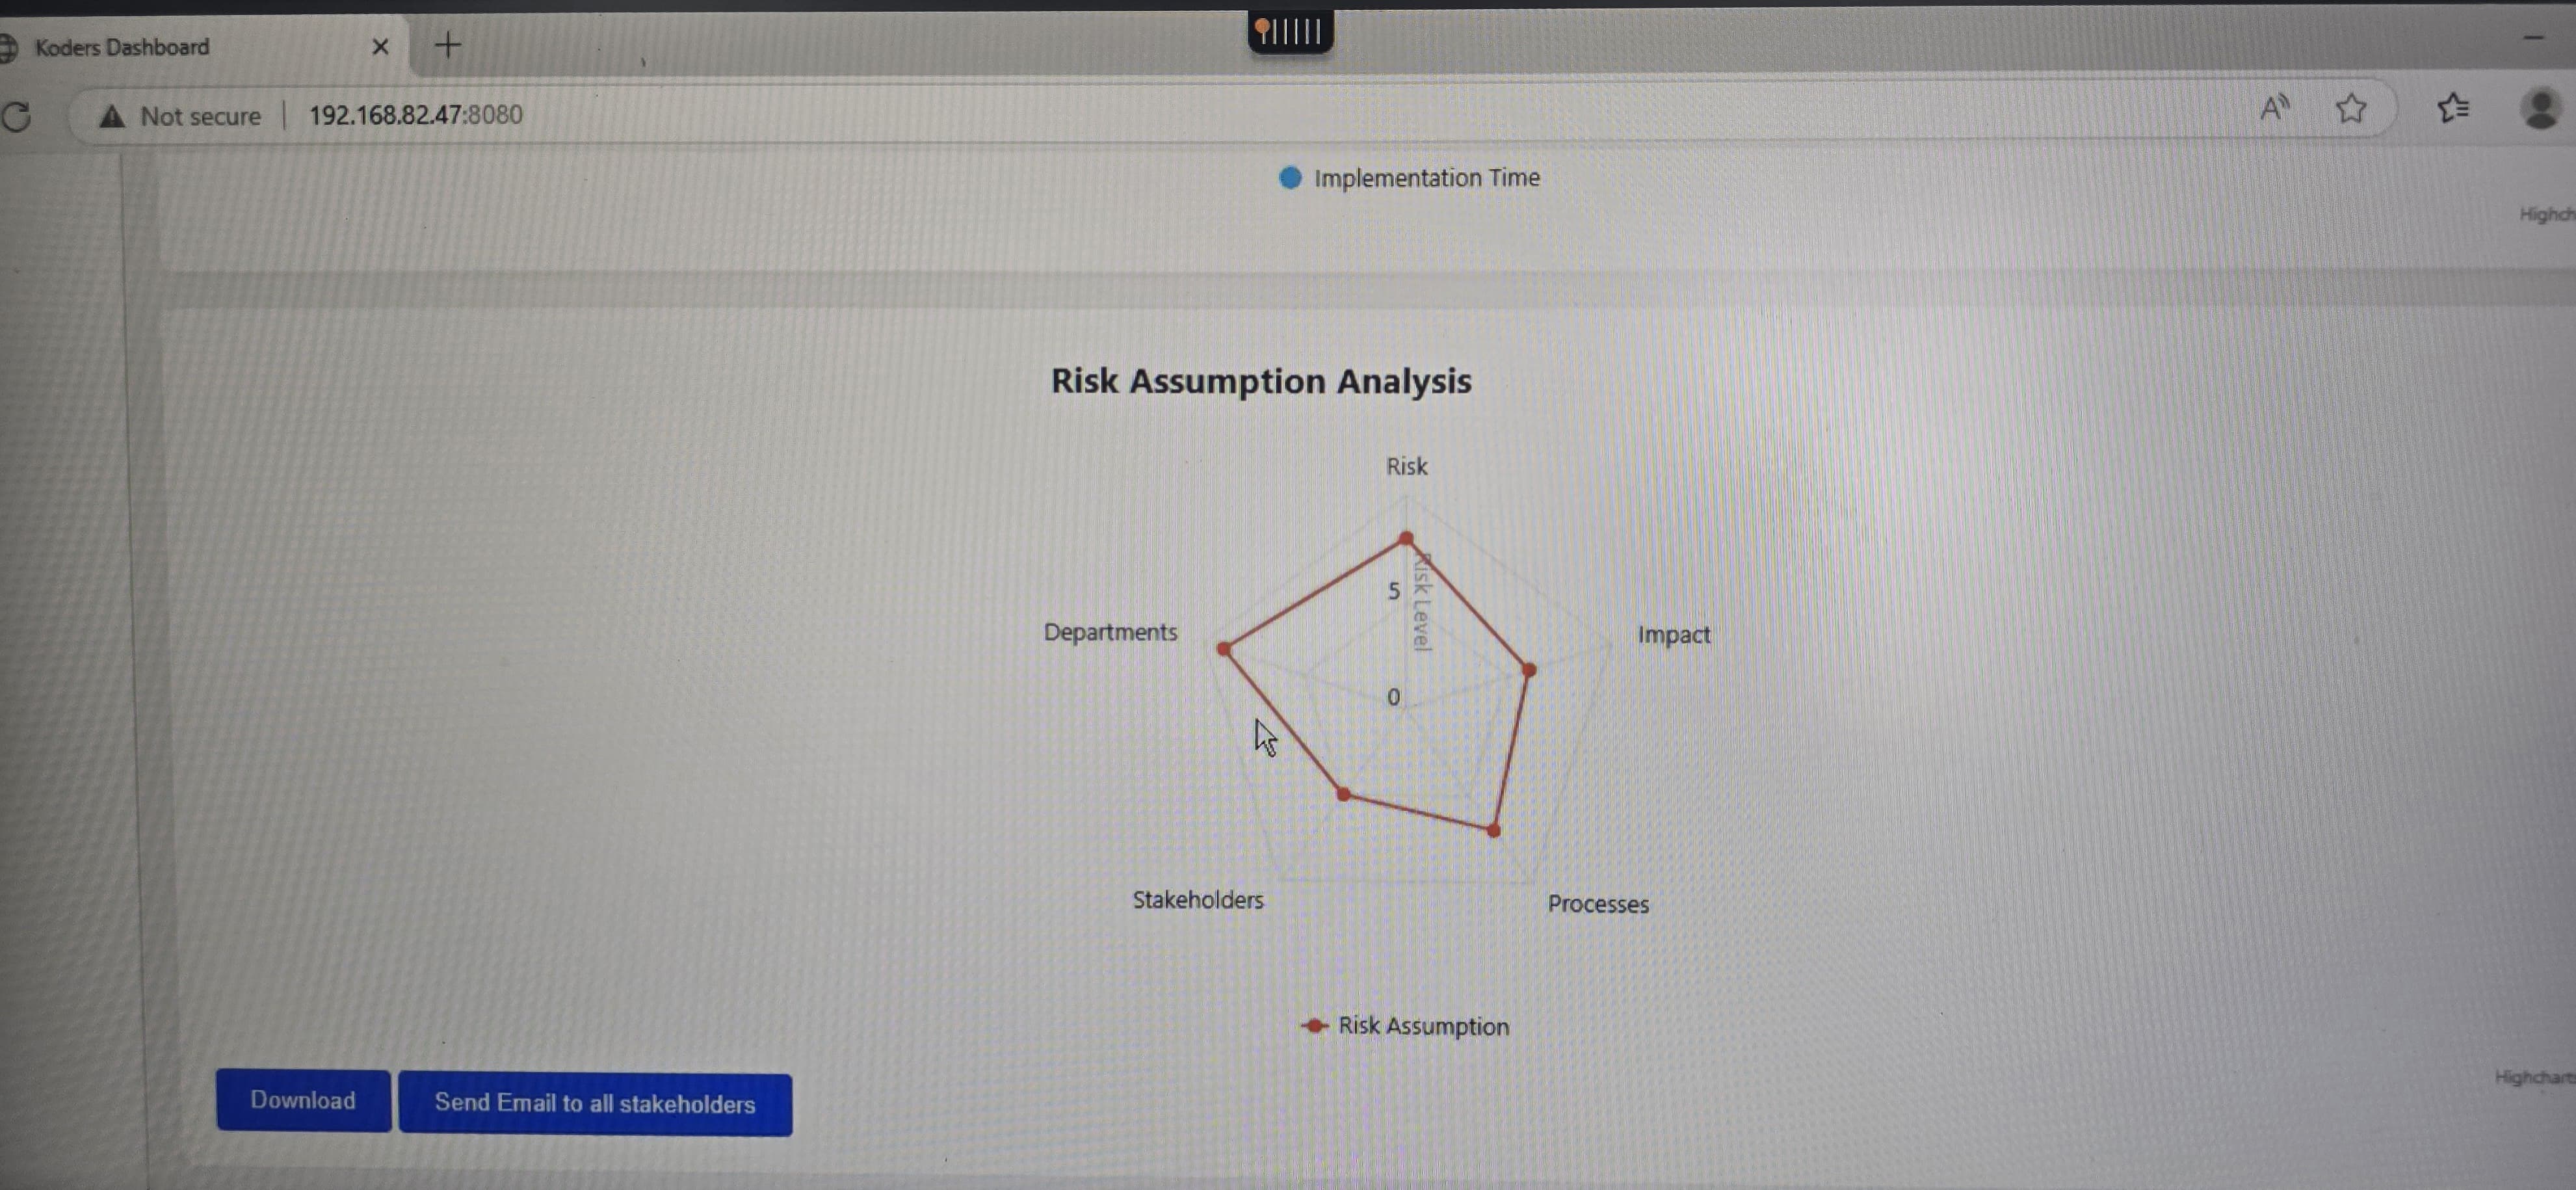 Koders Dashboard
Not secure
192.168.82.47:8080
Implementation Time
Highch
Risk Assumption Analysis
Risk
Risk Level
5
Departments
Impact
0
Stakeholders
Processes
Risk Assumption
Highcharts
Download
Send Email to all stakeholders